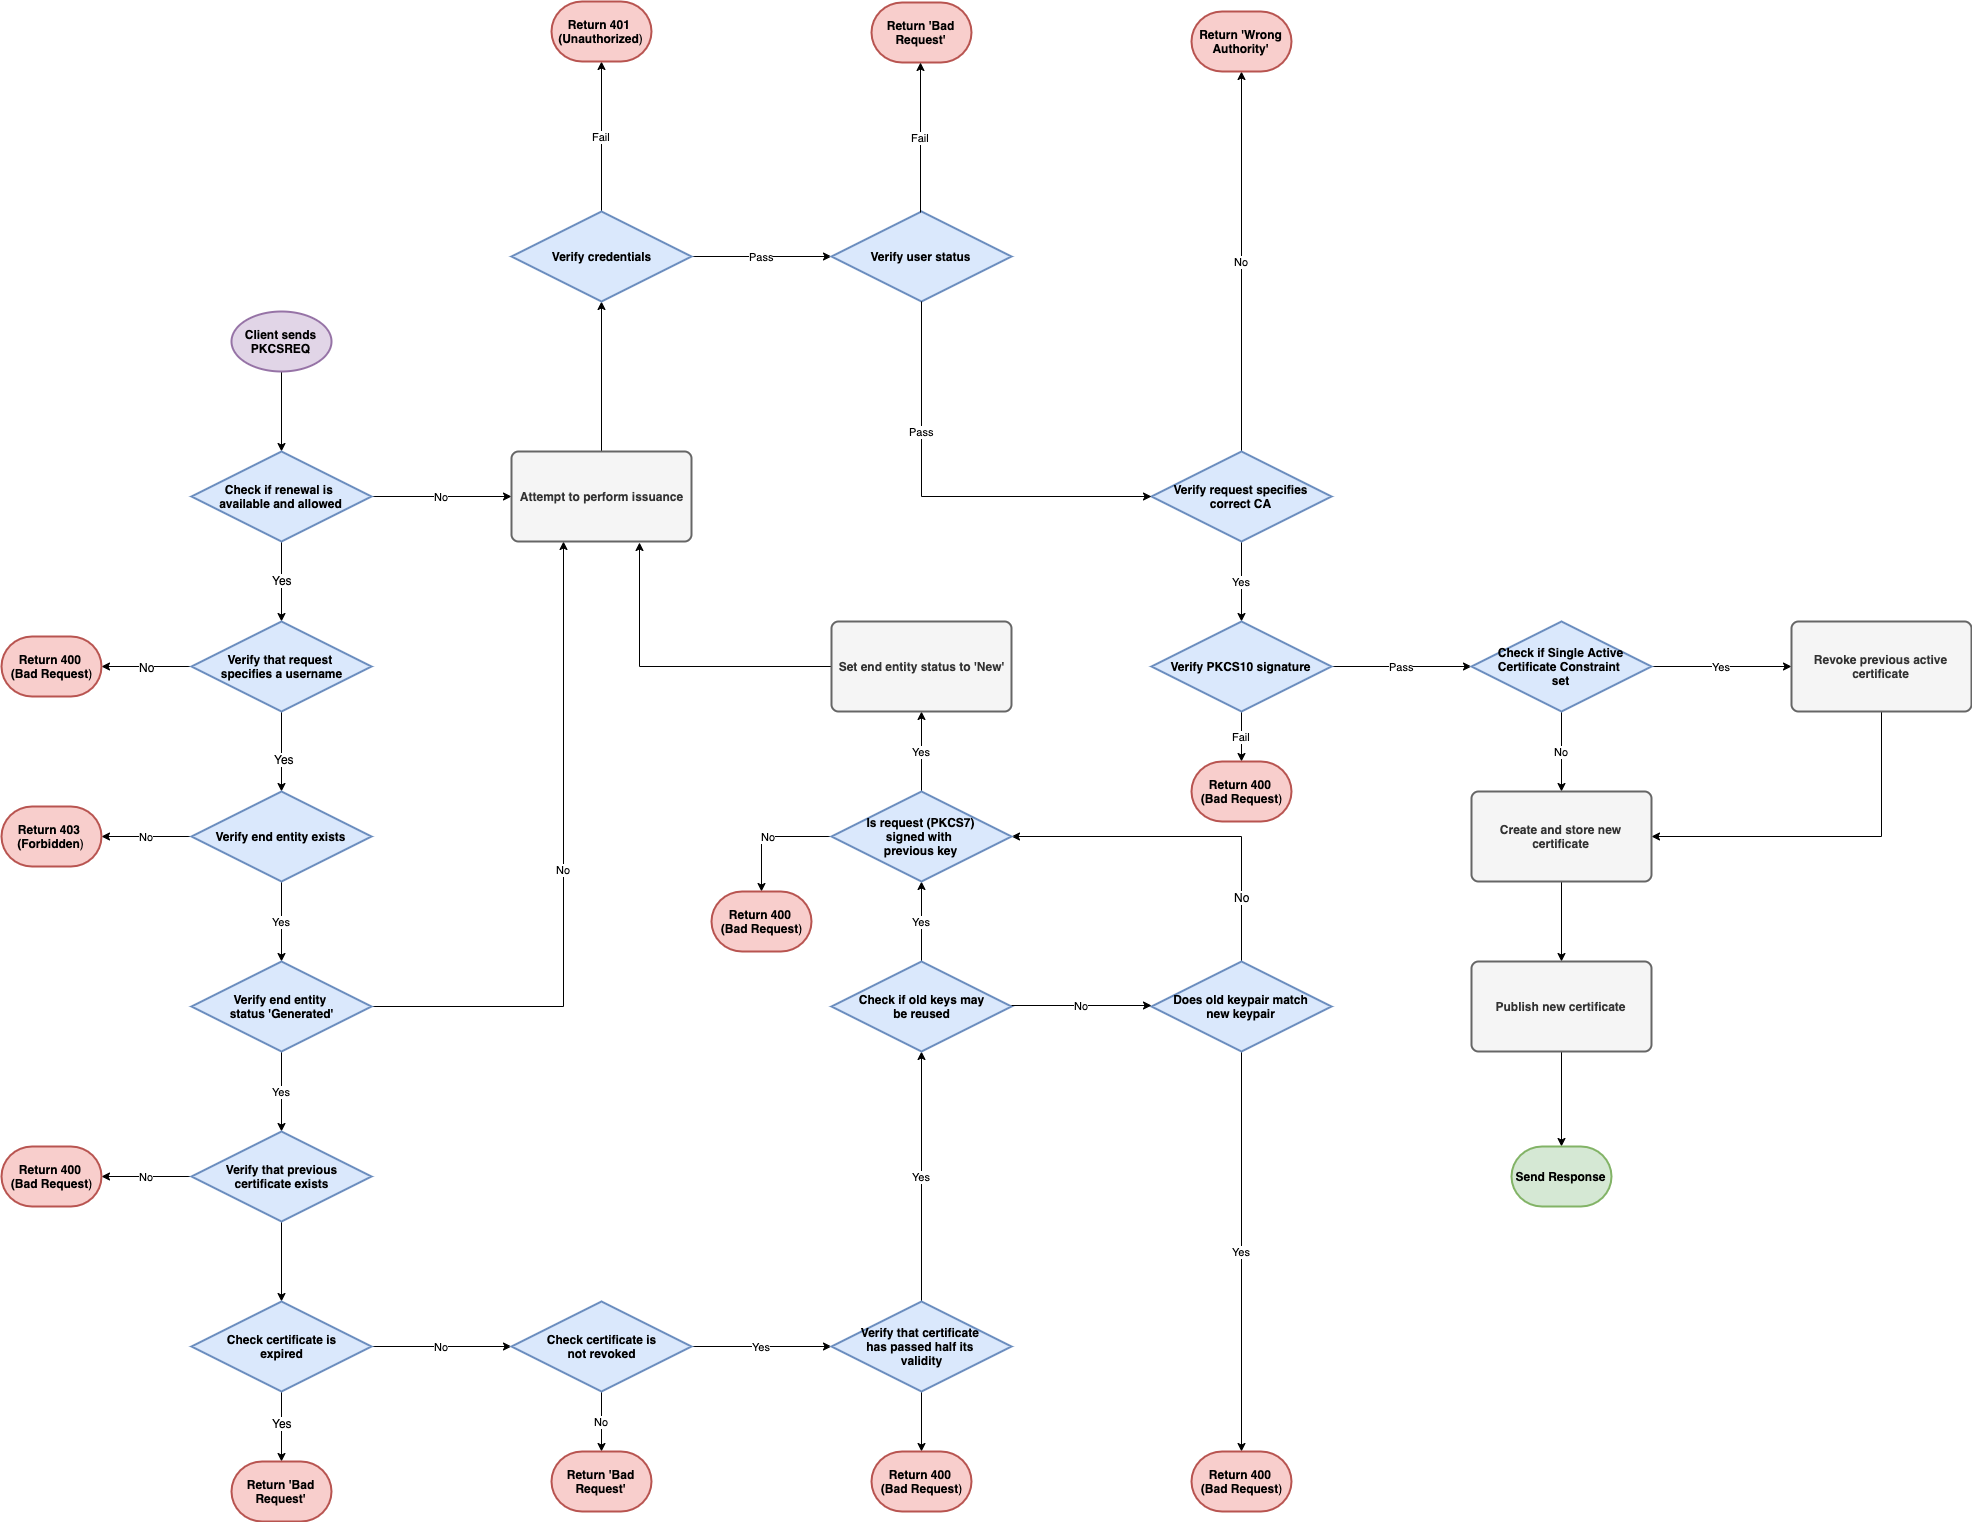 Return 401
(Unauthorized)
Return 'Bad
Request'
Return 'Wrong
Authority'
Fail
Fail
Verify credentials
Pass
Verify user status
No
Client sends
PKCSREQ
Pass
Check if renewal is
available and allowed
No
Attempt to perform issuance
Verify request specifies
correct CA
Yes
Yes
Return 400
(Bad Request)
No
Verify that request
specifies a username
Set end entity status to 'New'
Verify PKCS10 signature
Pass
Check if Single Active
Certificate Constraint
set
Yes
Revoke previous active
certificate
Yes
Yes
Fail
No
Return 400
(Bad Request)
Return 403
(Forbidden)
No
Verify end entity exists
No
No
Is request (PKCS7)
signed with
previous key
Create and store new
certificate
No
Yes
Return 400
(Bad Request)
Yes
Verify end entity
status 'Generated'
Check if old keys may
be reused
No
Does old keypair match
new keypair
Publish new certificate
Yes
Return 400
(Bad Request)
No
Verify that previous
certificate exists
Yes
Send Response
Yes
Check certificate is
expired
No
Check certificate is
not revoked
Yes
Verify that certificate
has passed half its
validity
Yes
No
Return 'Bad
Request'
Return 'Bad
Request'
Return 400
(Bad Request)
Return 400
(Bad Request)